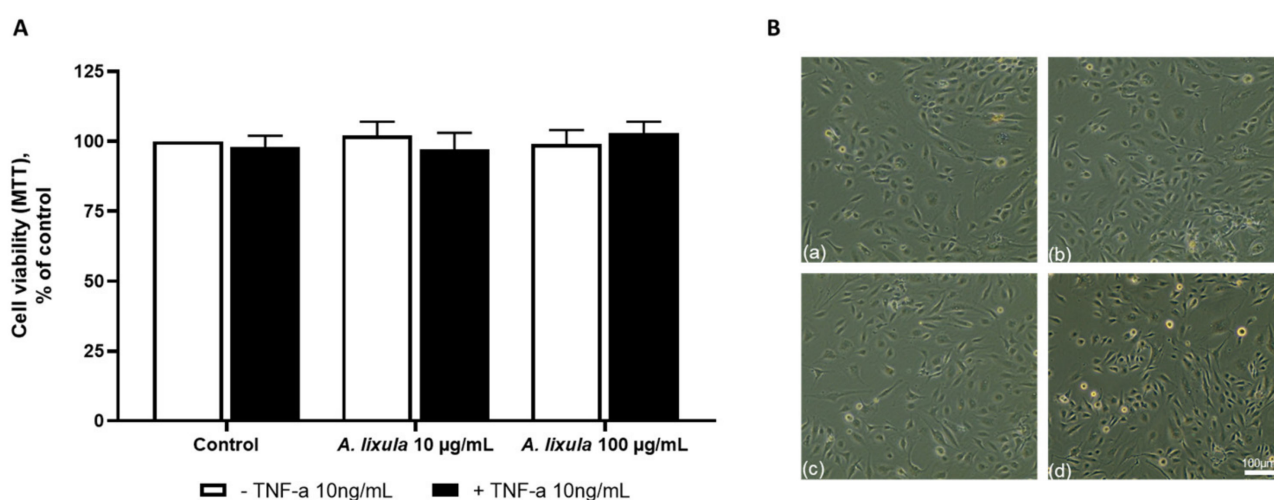 A
B
Cell viability (MTT),
% of control
125
100
75
50
25
0
Control
A. lixula 10 µg/mL
A. lixula 100 µg/mL
- TNF-a 10ng/mL
+ TNF-a 10ng/mL
(a)
(b)
(c)
(d)
100µm